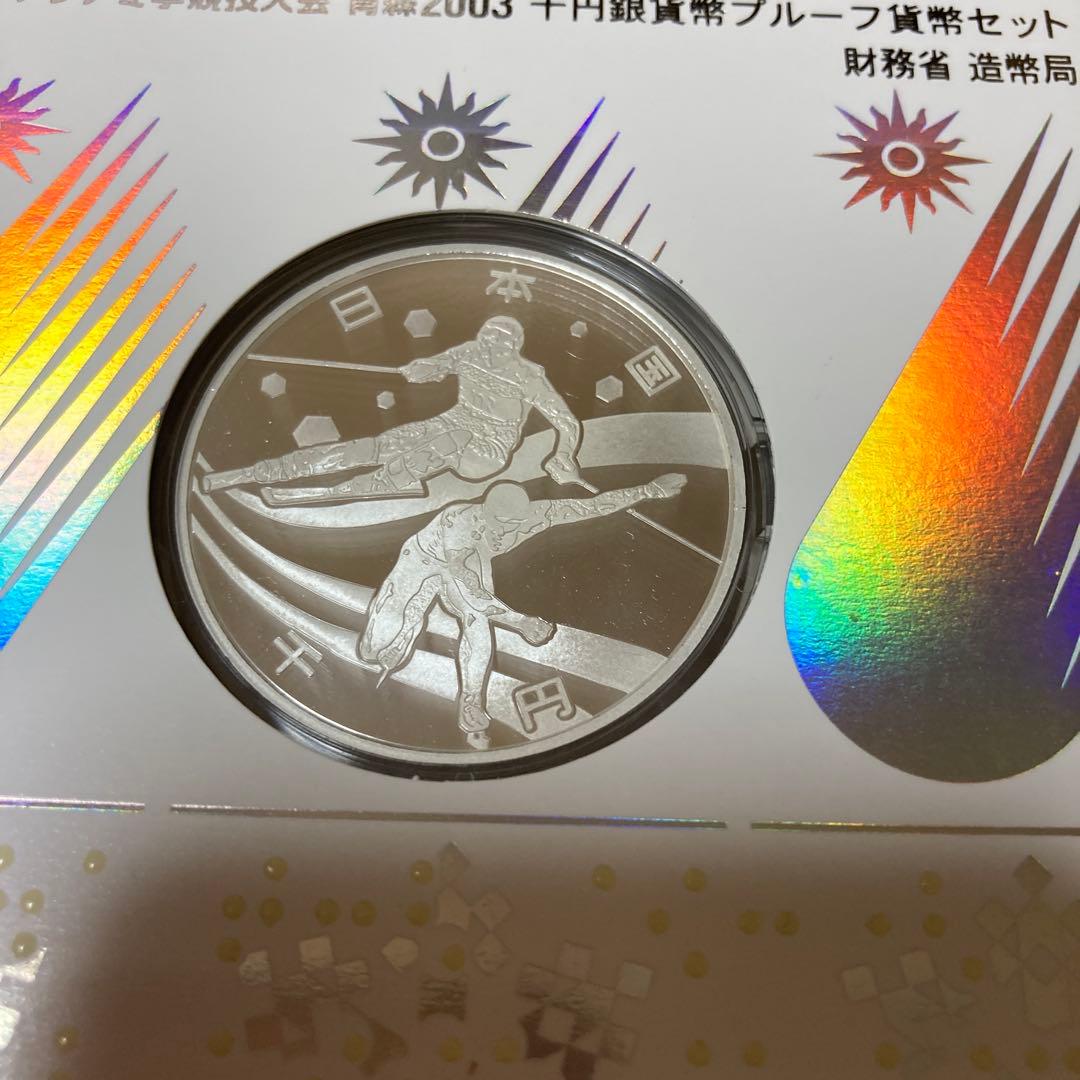 冬季競技大会 青森2003 千円銀貨幣プルーフ貨幣セット
財務省 造幣局
日本国
千円